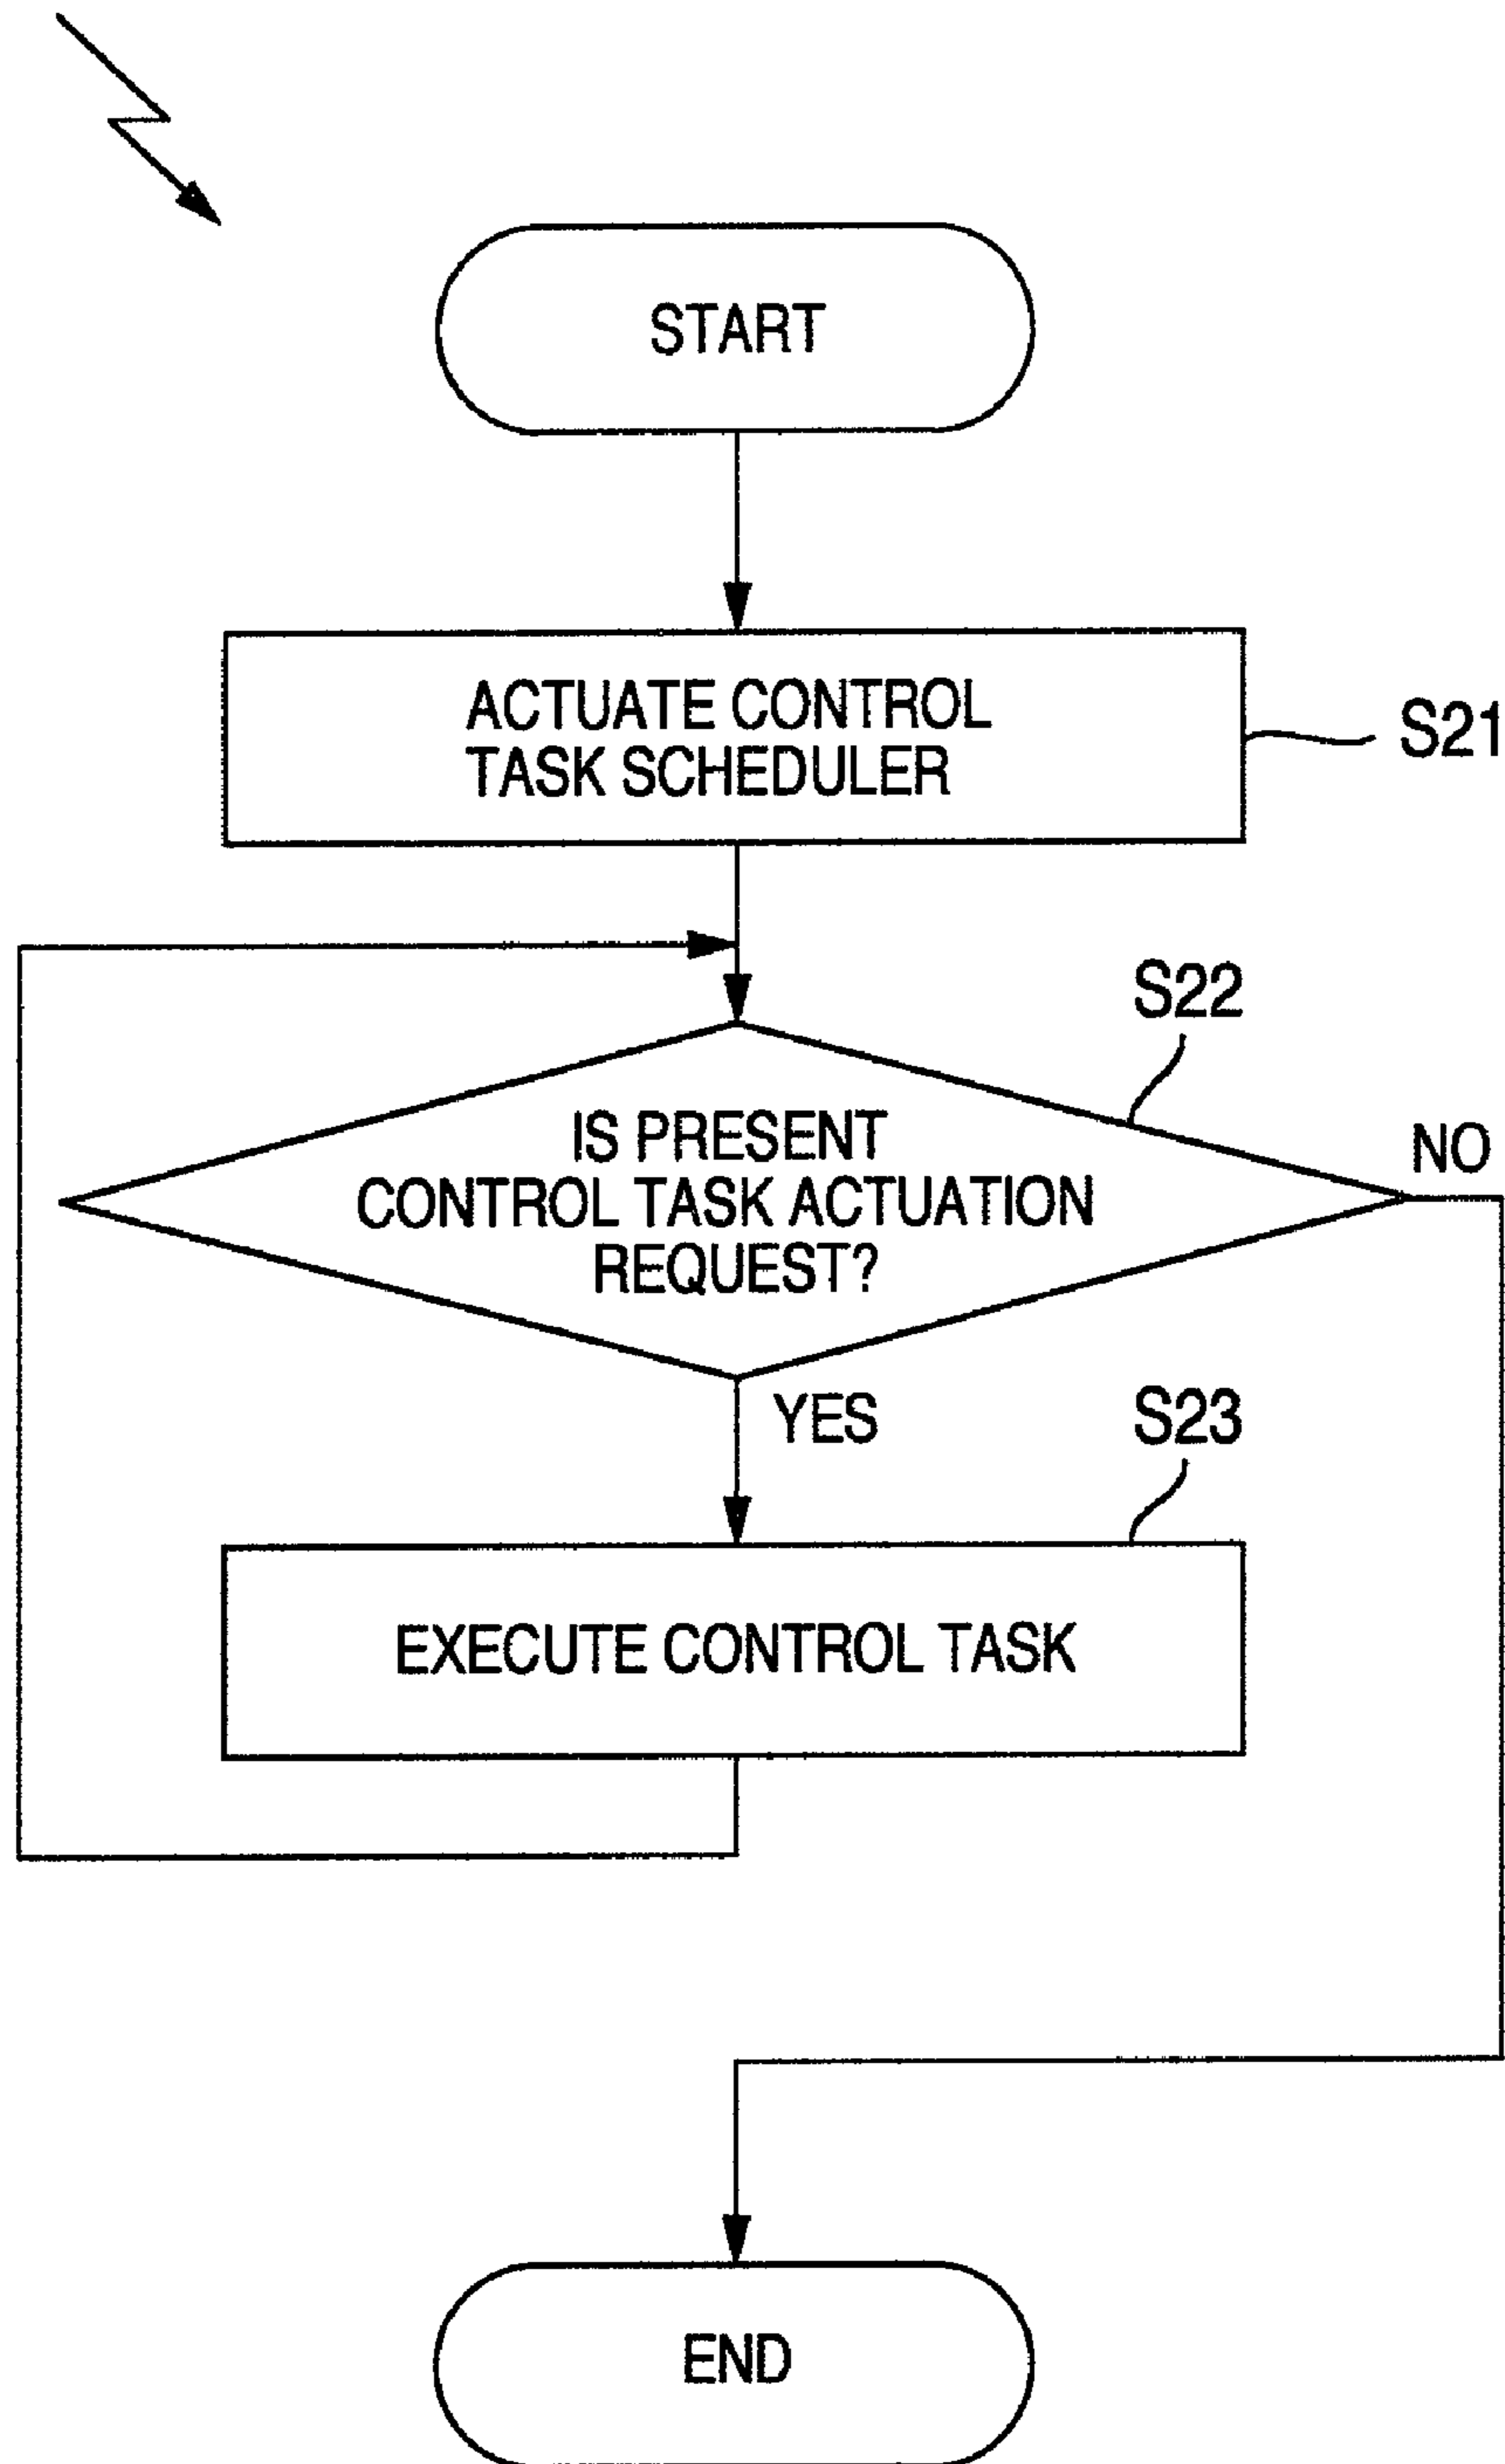 START
ACTUATE CONTROL
TASK SCHEDULER
S21
S22
IS PRESENT
CONTROL TASK ACTUATION
REQUEST?
NO
YES
S23
EXECUTE CONTROL TASK
END